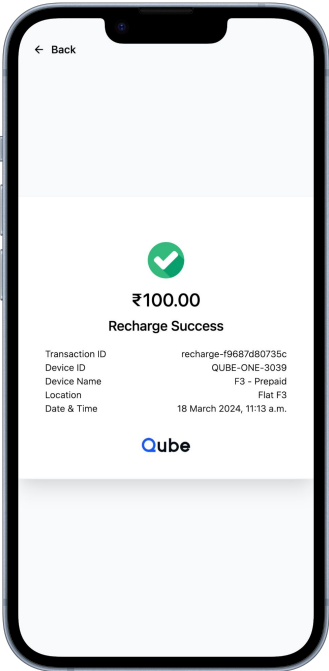 ← Back
₹100.00
Recharge Success
Transaction ID recharge-f9687d80735c
Device ID QUBE-ONE-3039
Device Name F3 - Prepaid
Location Flat F3
Date & Time 18 March 2024, 11:13 a.m.
Qube